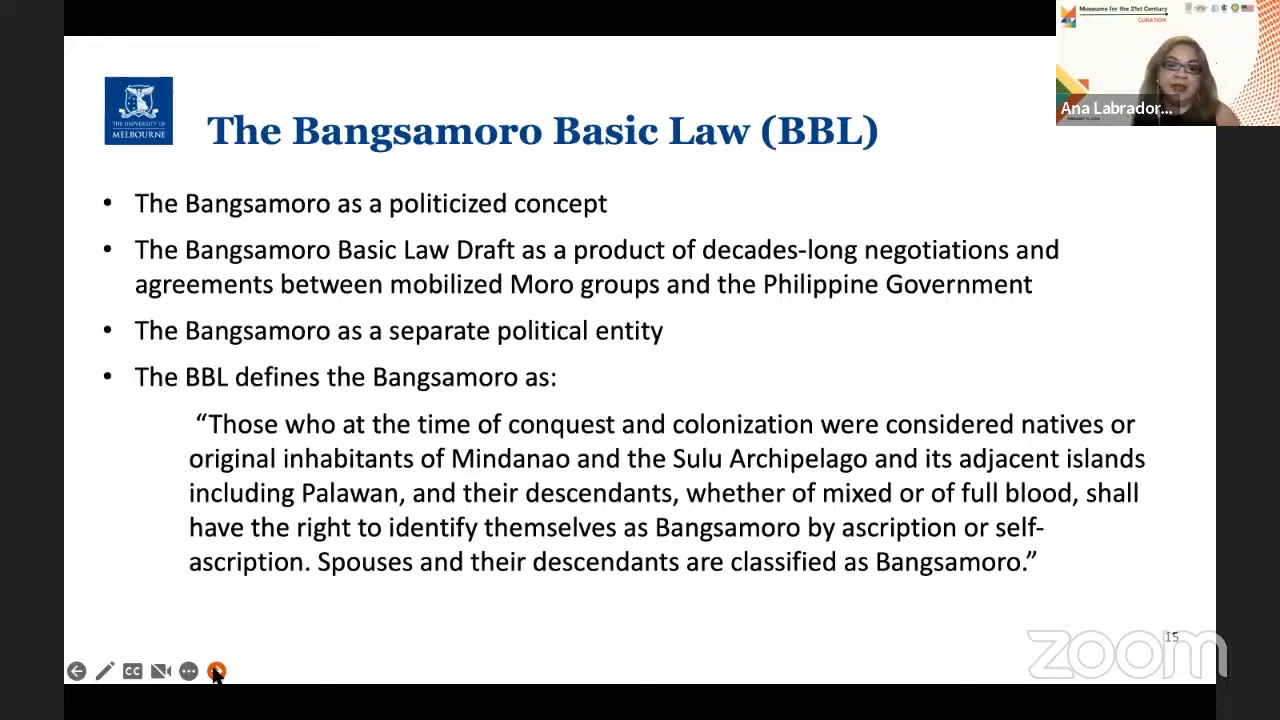 Museums for the 21st Century
CURATION
Ana Labrador...
THE UNIVERSITY OF
MELBOURNE
The Bangsamoro Basic Law (BBL)
• The Bangsamoro as a politicized concept
• The Bangsamoro Basic Law Draft as a product of decades-long negotiations and
agreements between mobilized Moro groups and the Philippine Government
• The Bangsamoro as a separate political entity
• The BBL defines the Bangsamoro as:
“Those who at the time of conquest and colonization were considered natives or
original inhabitants of Mindanao and the Sulu Archipelago and its adjacent islands
including Palawan, and their descendants, whether of mixed or of full blood, shall
have the right to identify themselves as Bangsamoro by ascription or self-
ascription. Spouses and their descendants are classified as Bangsamoro.”
15
zoom
CC